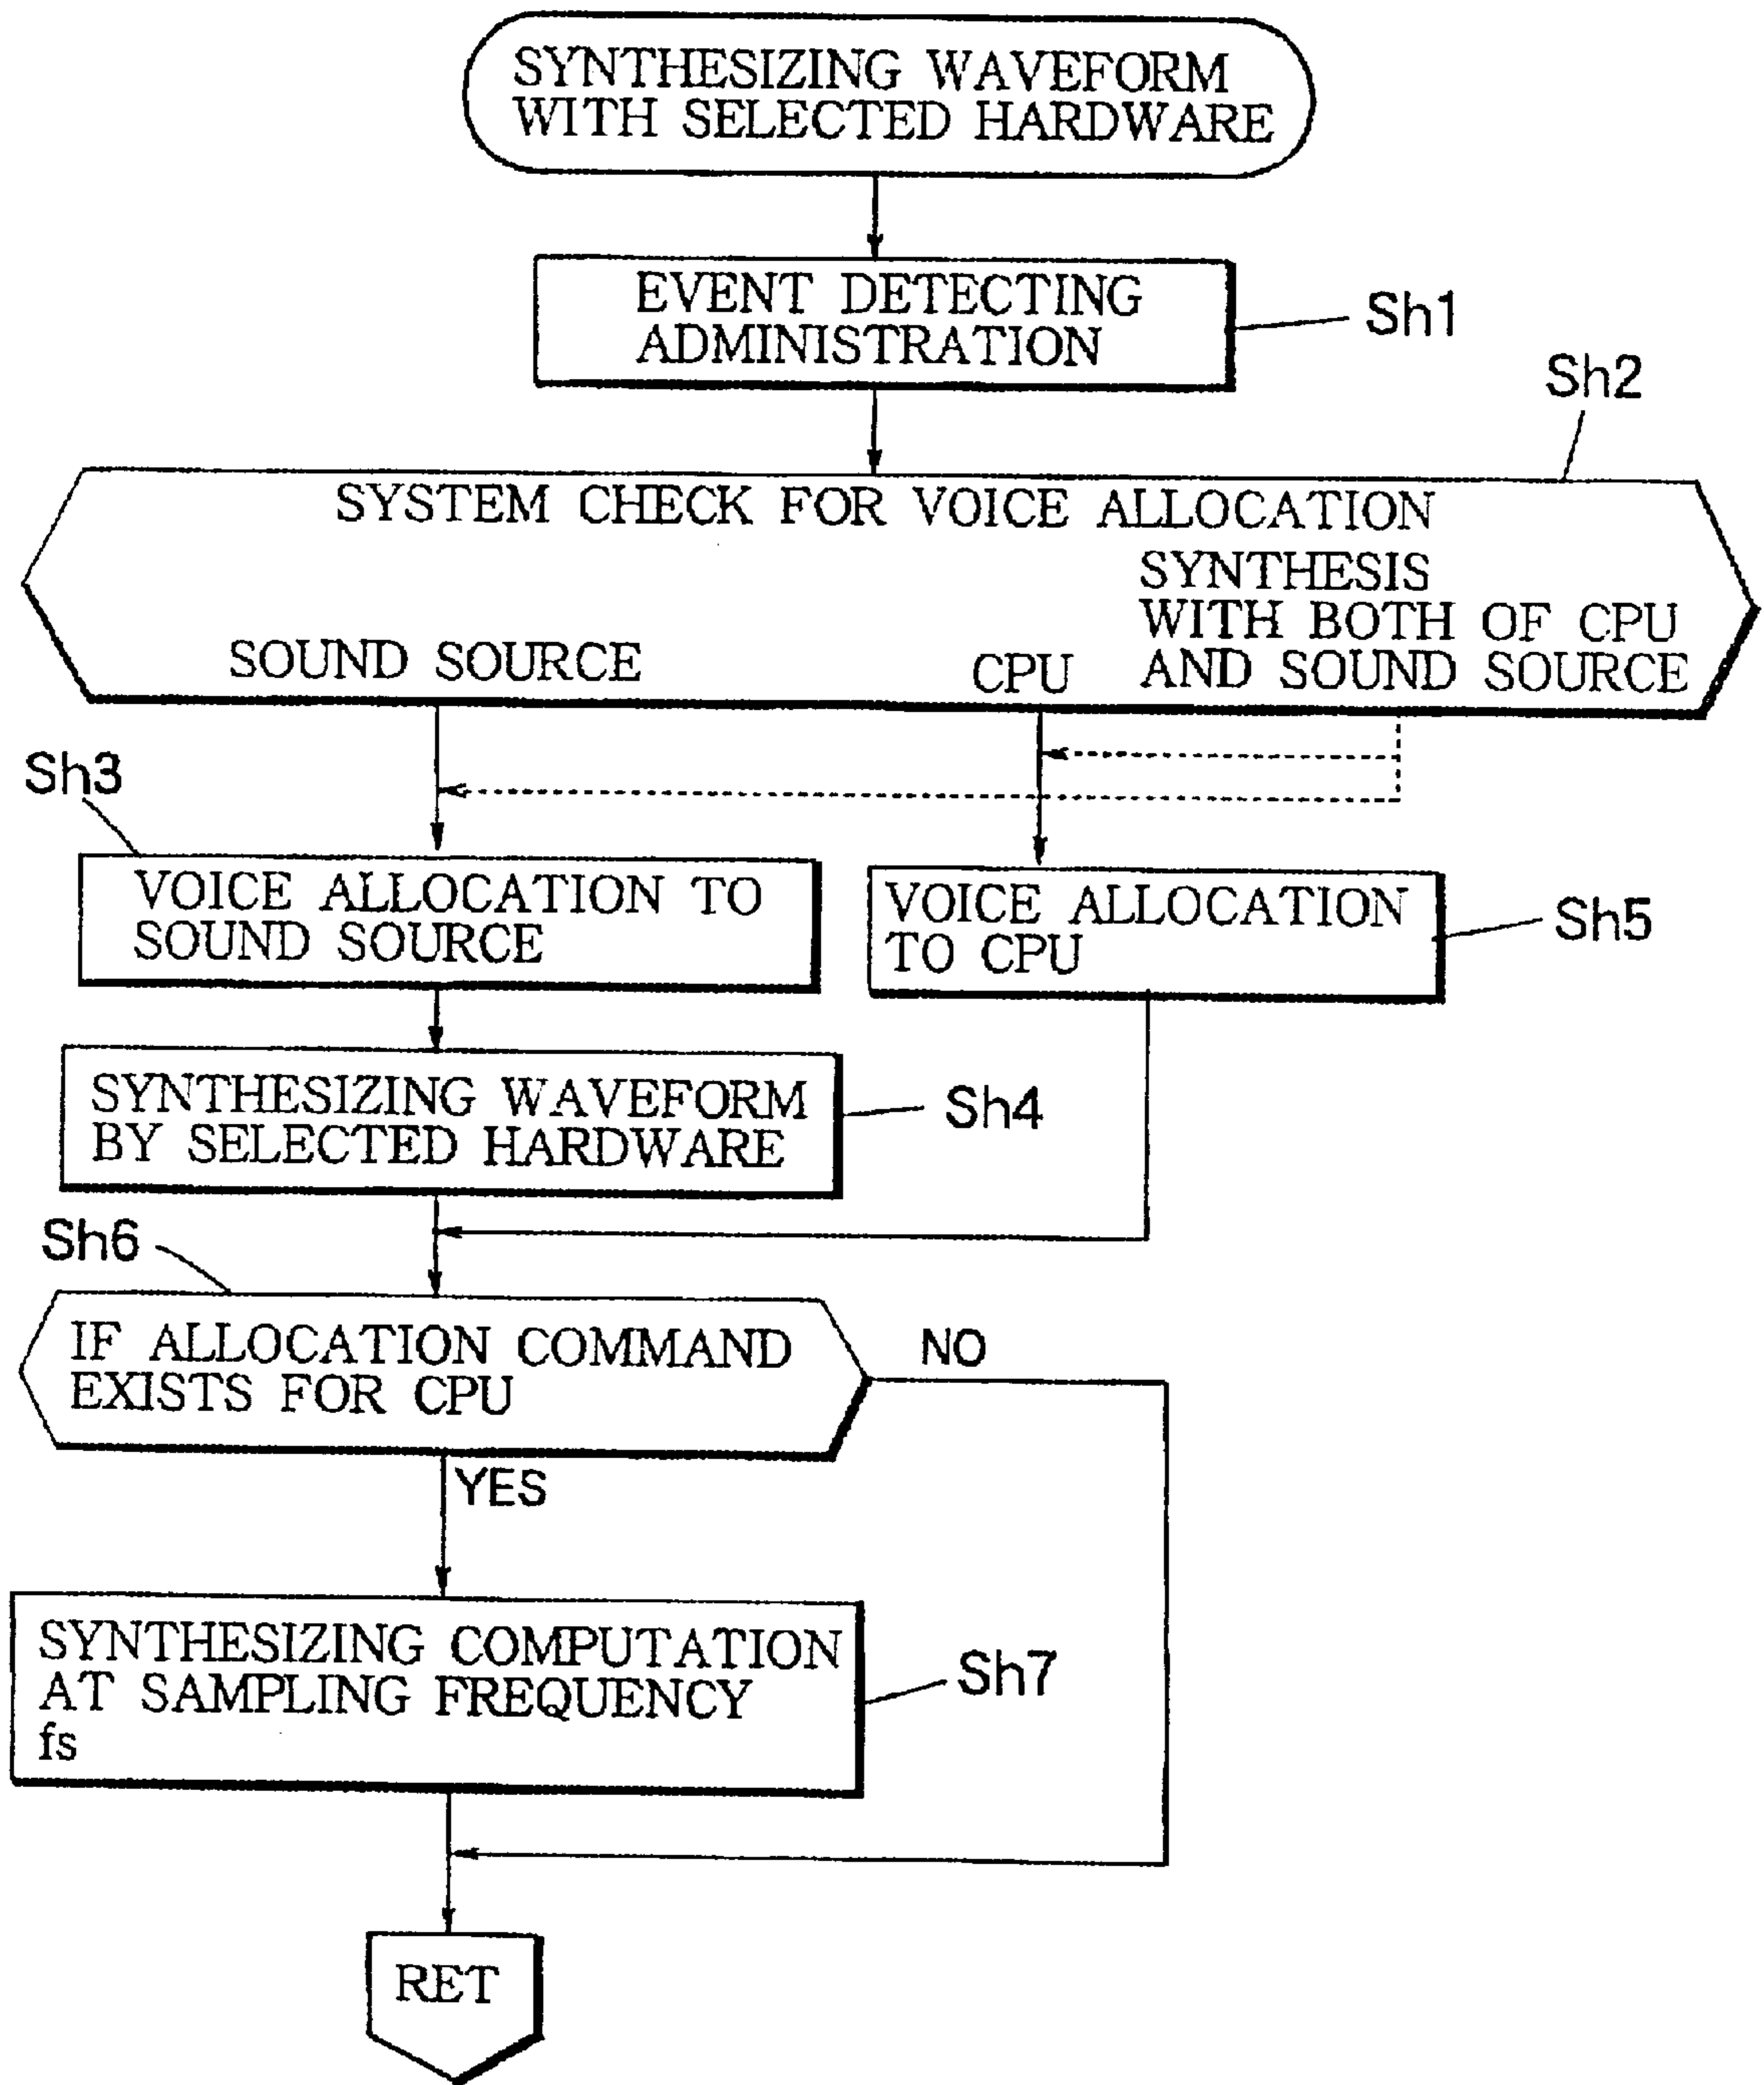 SYNTHESIZING WAVEFORM
WITH SELECTED HARDWARE
EVENT DETECTING
ADMINISTRATION
Sh1
Sh2
SYSTEM CHECK FOR VOICE ALLOCATION
SYNTHESIS
WITH BOTH OF CPU
AND SOUND SOURCE
SOUND SOURCE
CPU
Sh3
VOICE ALLOCATION TO
SOUND SOURCE
VOICE ALLOCATION
TO CPU
Sh5
SYNTHESIZING WAVEFORM
BY SELECTED HARDWARE
Sh4
Sh6
IF ALLOCATION COMMAND
EXISTS FOR CPU
NO
YES
SYNTHESIZING COMPUTATION
AT SAMPLING FREQUENCY
fs
Sh7
RET